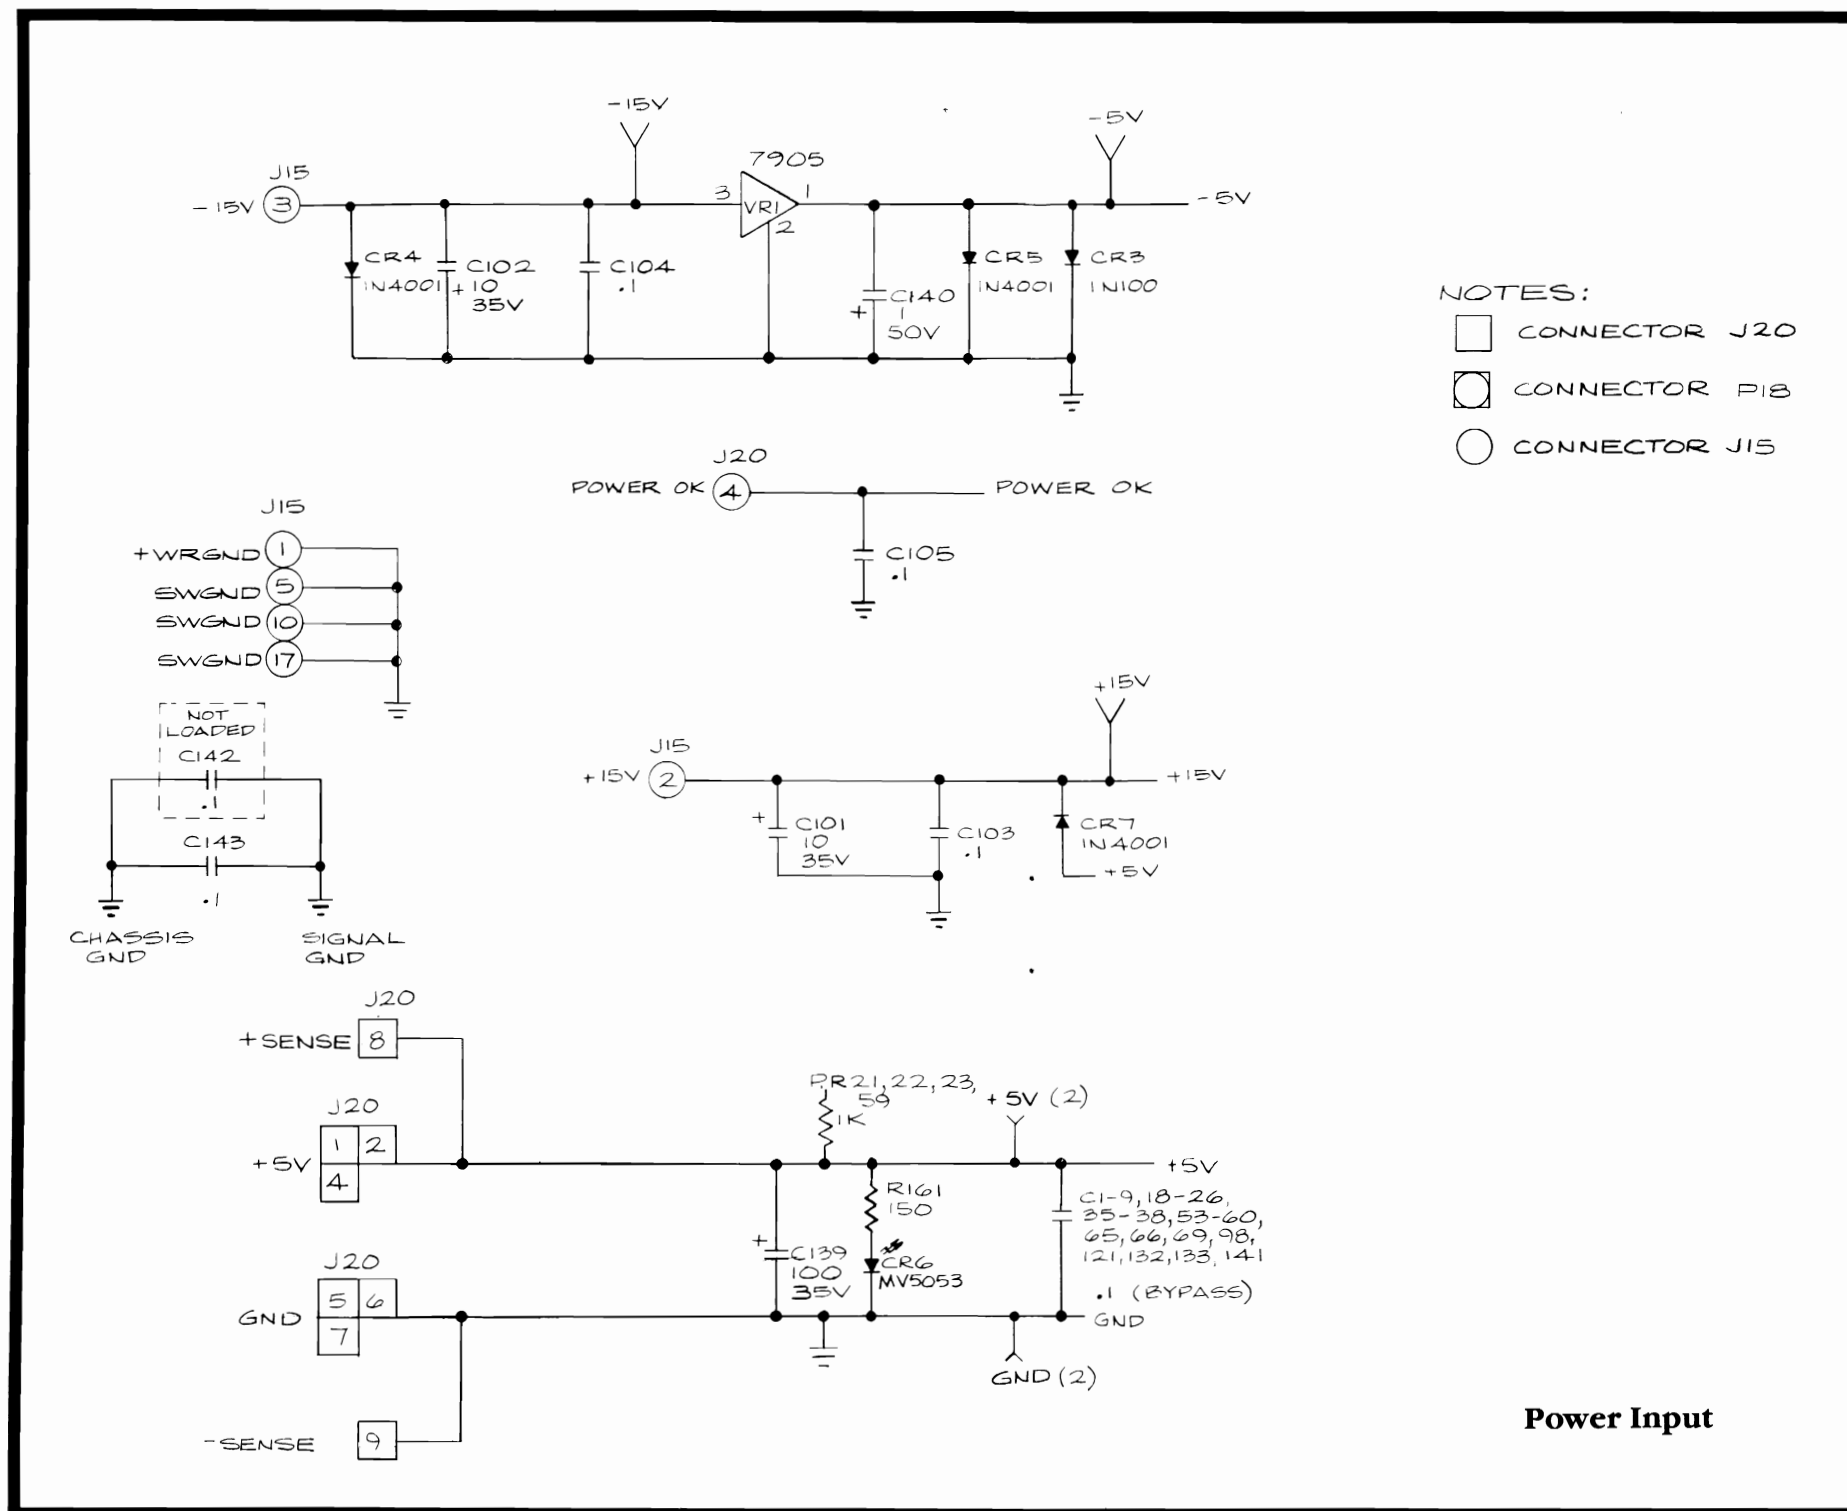 -15V
-5V
7905
J15
-15V 3
3
VR1
1
2
-5V
CR4
1N4001
C102
+ 10
35V
C104
.1
C140
+ 1
50V
CR5
1N4001
CR3
1N100
NOTES:
CONNECTOR J20
CONNECTOR P18
CONNECTOR J15
J20
POWER OK 4
POWER OK
C105
.1
J15
+WRGND 1
SWGND 5
SWGND 10
SWGND 17
NOT
LOADED
C142
.1
C143
.1
CHASSIS
GND
SIGNAL
GND
+15V
J15
+15V 2
+15V
+ C101
10
35V
C103
.1
CR7
1N4001
+5V
J20
+SENSE 8
J20
1 2
+5V
4
P.R21,22,23,
59
1K
+5V (2)
+5V
R161
150
C1-9,18-26,
35-38,53-60,
65,66,69,98,
121,132,133,141
.1 (BYPASS)
+ C139
100
35V
CR6
MV5053
J20
5 6
GND
7
GND
GND (2)
-SENSE 9
Power Input